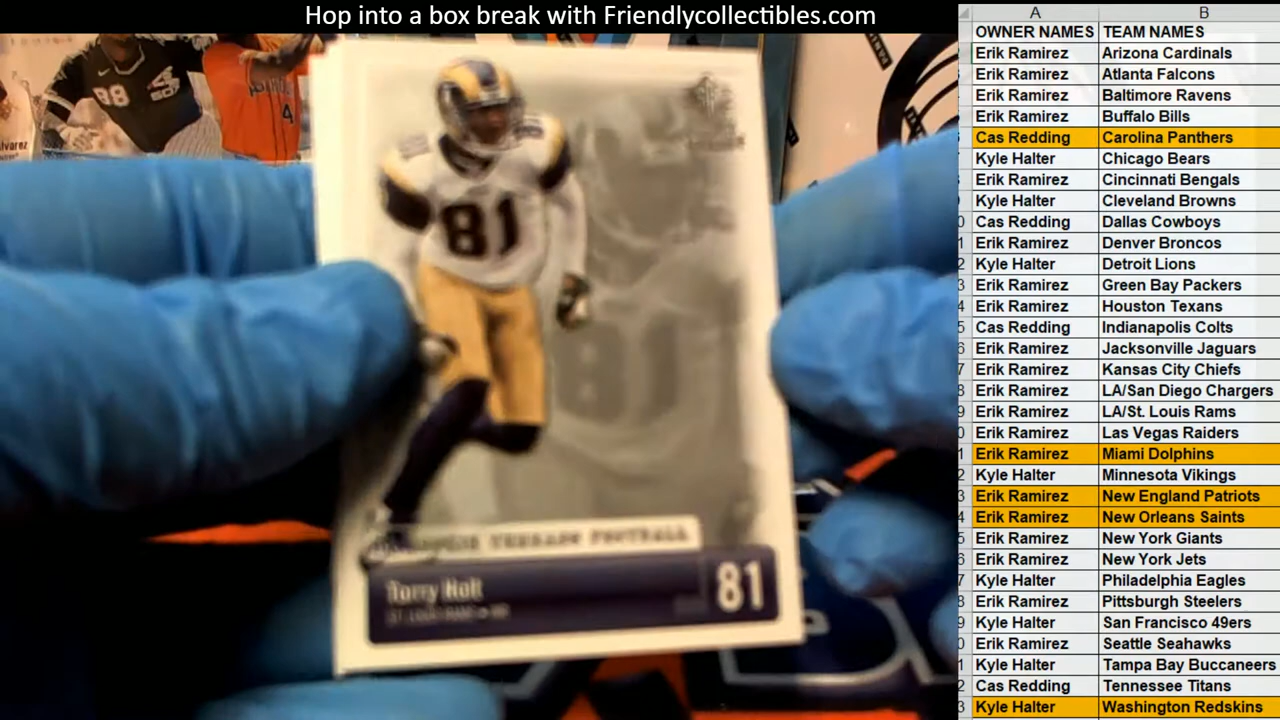 Hop into a box break with Friendlycollectibles.com
A B
OWNER NAMES TEAM NAMES
Erik Ramirez Arizona Cardinals
Erik Ramirez Atlanta Falcons
Erik Ramirez Baltimore Ravens
Erik Ramirez Buffalo Bills
Cas Redding Carolina Panthers
Kyle Halter Chicago Bears
Erik Ramirez Cincinnati Bengals
Kyle Halter Cleveland Browns
Cas Redding Dallas Cowboys
Erik Ramirez Denver Broncos
Kyle Halter Detroit Lions
Erik Ramirez Green Bay Packers
Erik Ramirez Houston Texans
Cas Redding Indianapolis Colts
Erik Ramirez Jacksonville Jaguars
Erik Ramirez Kansas City Chiefs
Erik Ramirez LA/San Diego Chargers
Erik Ramirez LA/St. Louis Rams
Erik Ramirez Las Vegas Raiders
Erik Ramirez Miami Dolphins
Kyle Halter Minnesota Vikings
Erik Ramirez New England Patriots
Erik Ramirez New Orleans Saints
Erik Ramirez New York Giants
Erik Ramirez New York Jets
Kyle Halter Philadelphia Eagles
Erik Ramirez Pittsburgh Steelers
Kyle Halter San Francisco 49ers
Erik Ramirez Seattle Seahawks
Kyle Halter Tampa Bay Buccaneers
Cas Redding Tennessee Titans
Kyle Halter Washington Redskins
98
4
81
81
THREADS FOOTBALL
Torry Holt
81